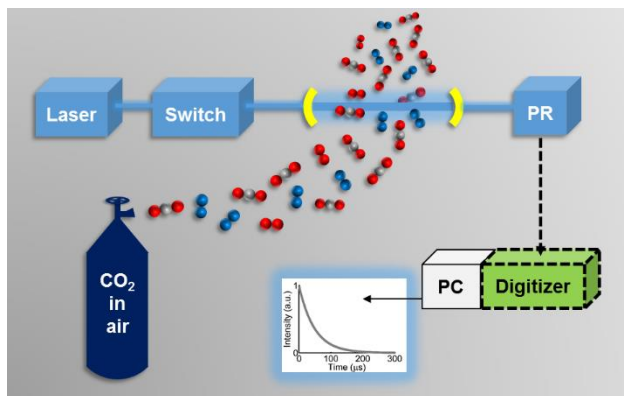 Laser
Switch
PR
CO₂
in
air
PC
Digitizer
Intensity (a.u.)
1
0
0 100 200 300
Time (μs)